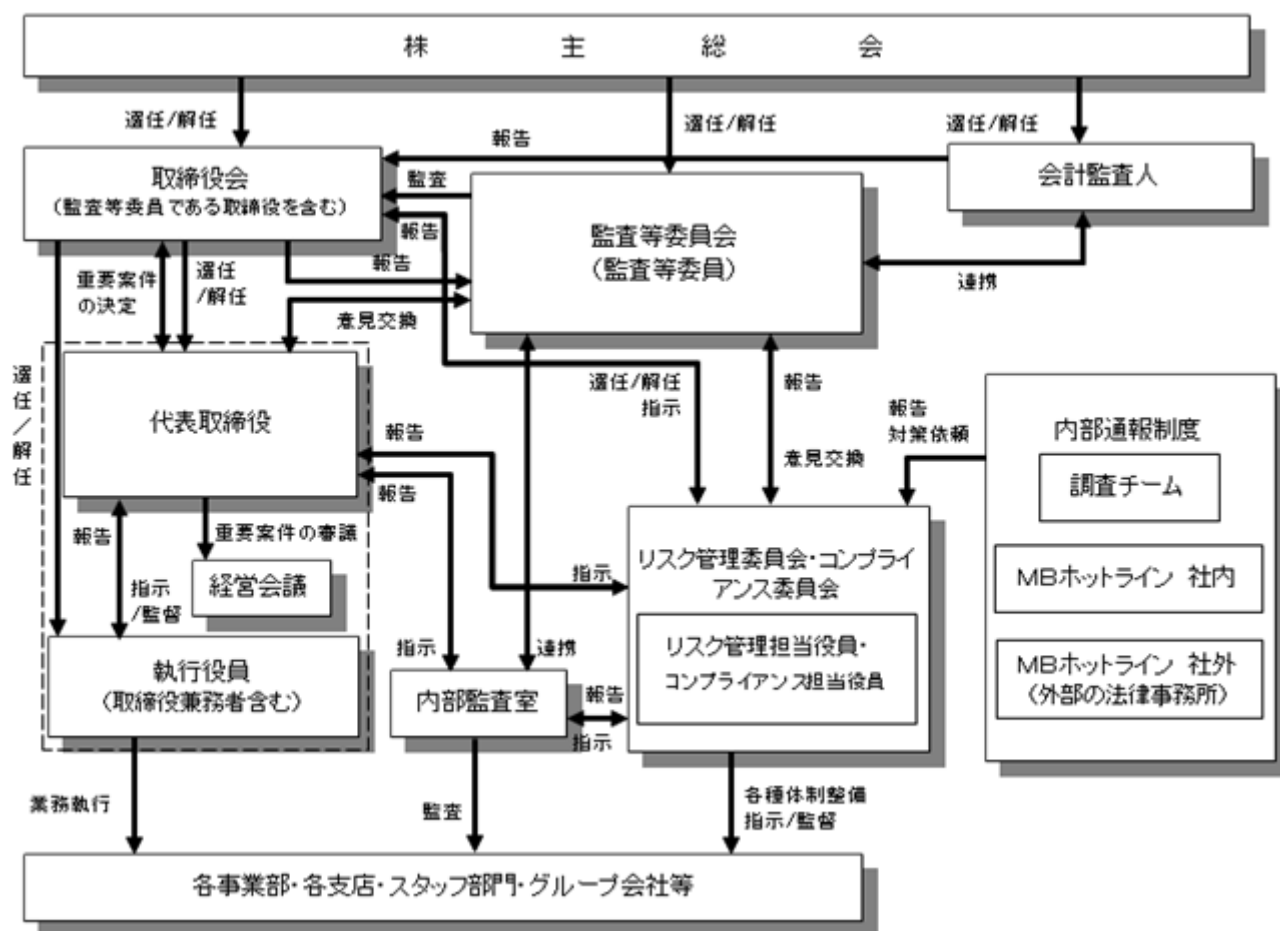 株主総会
選任/解任
選任/解任
選任/解任
報告
取締役会
(監査等委員である取締役を含む)
監査
報告
監査等委員会
(監査等委員)
会計監査人
連携
報告
意見交換
重要案件
の決定
選任
/解任
選任/解任
代表取締役
選任/解任
指示
報告
意見交換
報告
対策依頼
内部通報制度
調査チーム
MBホットライン 社内
MBホットライン 社外
(外部の法律事務所)
報告
報告
報告
重要案件の審議
指示
/監督
経営会議
指示
リスク管理委員会・コンプライ
アンス委員会
リスク管理担当役員・
コンプライアンス担当役員
執行役員
(取締役兼務者含む)
指示
連携
内部監査室
報告
指示
業務執行
監査
各種体制整備
指示/監督
各事業部・各支店・スタッフ部門・グループ会社等